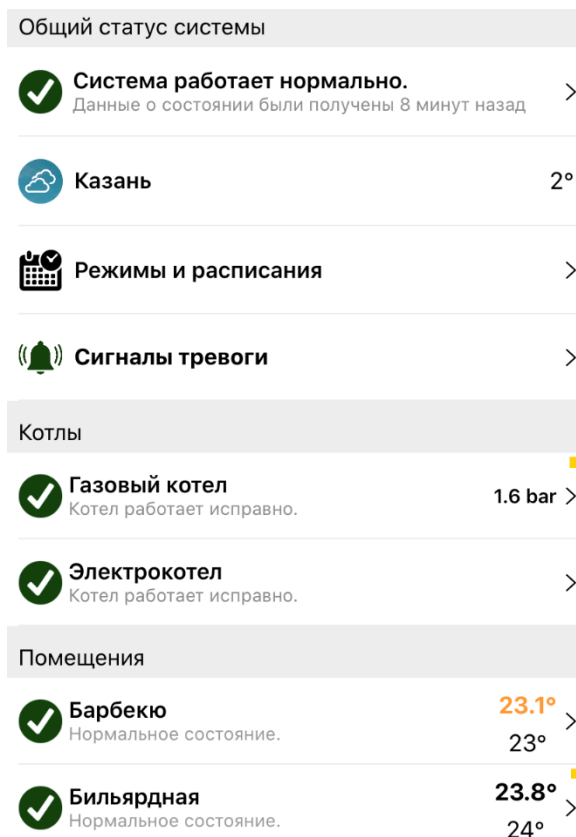 Общий статус системы
Система работает нормально.
Данные о состоянии были получены 8 минут назад
Казань 2°
Режимы и расписания
Сигналы тревоги
Котлы
Газовый котел 1.6 bar
Котел работает исправно.
Электрокотел
Котел работает исправно.
Помещения
Барбекю 23.1°
Нормальное состояние. 23°
Бильярдная 23.8°
Нормальное состояние. 24°